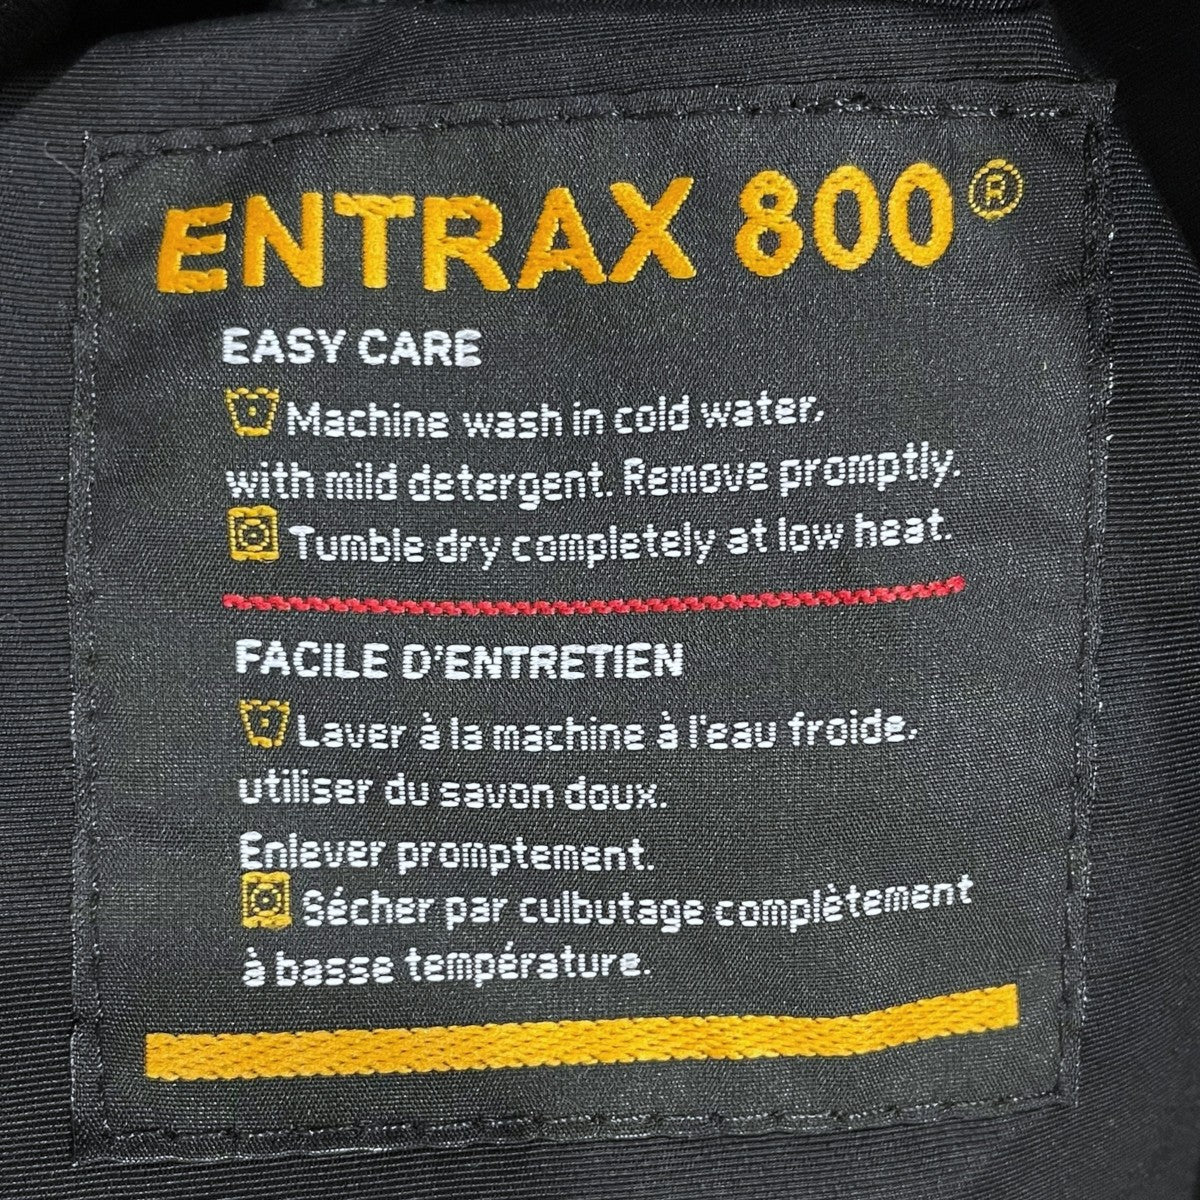 ENTRAX 800®
EASY CARE
Machine wash in cold water,
with mild detergent. Remove promptly.
Tumble dry completely at low heat.
FACILE D'ENTRETIEN
Laver à la machine à l'eau froide,
utiliser du savon doux.
Enlever promptement.
Sécher par culbutage complètement
à basse température.